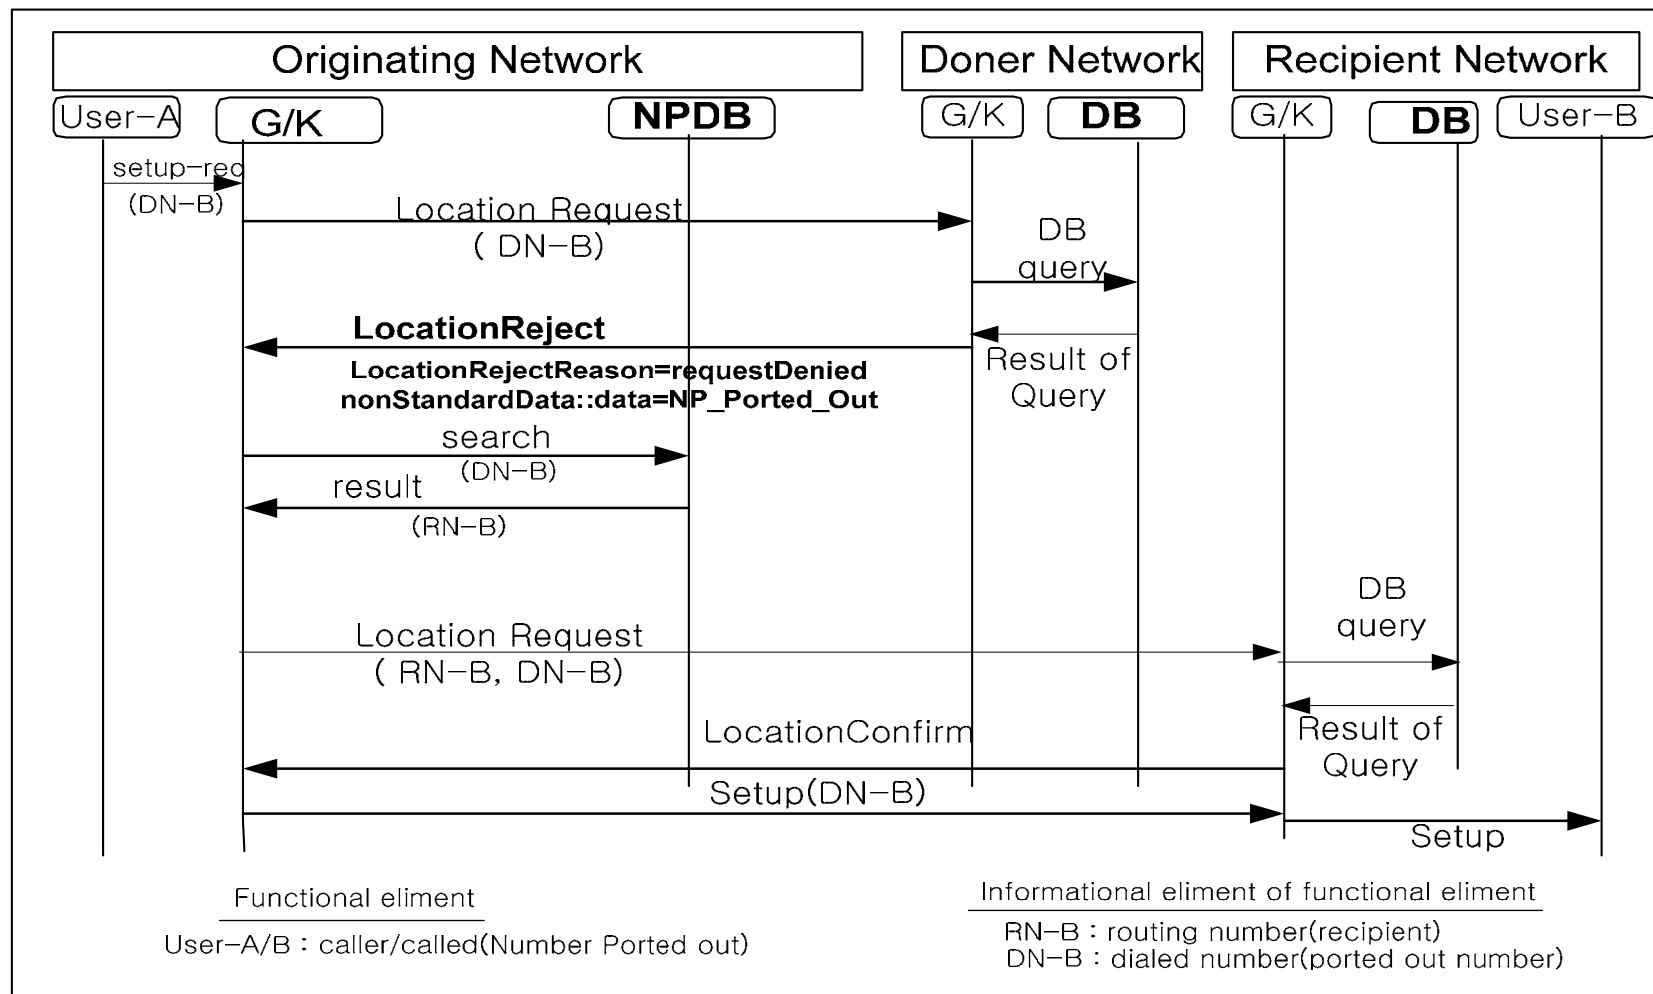 Originating Network
Doner Network
Recipient Network
User-A
G/K
NPDB
G/K
DB
G/K
DB
User-B
setup-req
(DN-B)
Location Request
( DN-B)
DB
query
LocationReject
Result of
Query
LocationRejectReason=requestDenied
nonStandardData::data=NP_Ported_Out
search
(DN-B)
result
(RN-B)
DB
query
Location Request
( RN-B, DN-B)
Result of
Query
LocationConfirm
Setup(DN-B)
Setup
Functional eliment
User-A/B : caller/called(Number Ported out)
Informational eliment of functional eliment
RN-B : routing number(recipient)
DN-B : dialed number(ported out number)